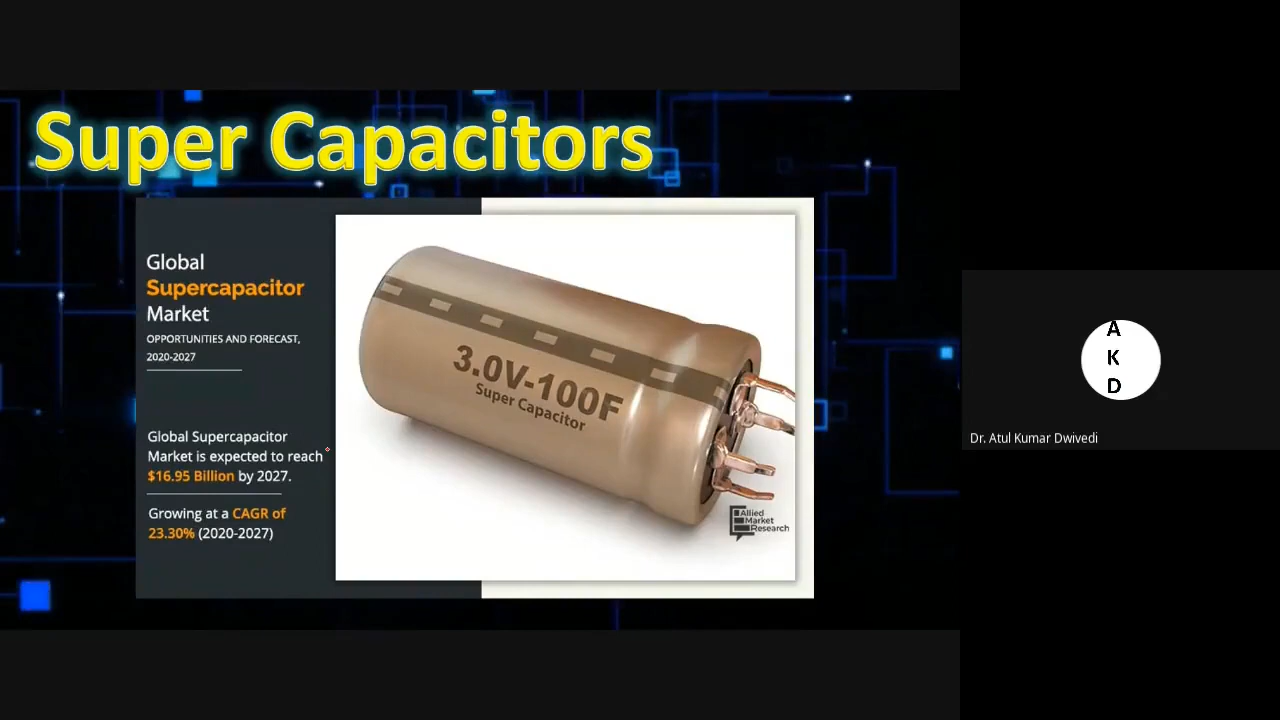 Super Capacitors
Global
Supercapacitor
Market
OPPORTUNITIES AND FORECAST,
2020-2027
Global Supercapacitor
Market is expected to reach
$16.95 Billion by 2027.
Growing at a CAGR of
23.30% (2020-2027)
3.0V-100F
Super Capacitor
Allied
Market
Research
A
K
D
Dr. Atul Kumar Dwivedi